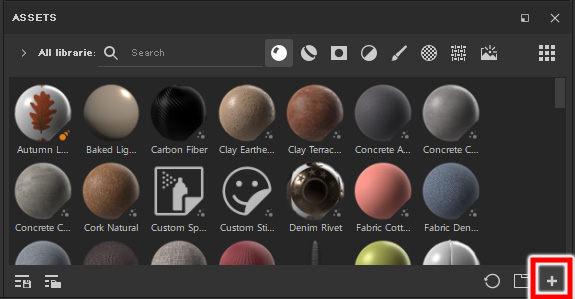 ASSETS
All librarie:
Search
Autumn L...
Baked Lig...
Carbon Fiber
Clay Earthe...
Clay Terrac...
Concrete A...
Concrete C...
Concrete C...
Cork Natural
Custom Sp...
Custom Sti...
Denim Rivet
Fabric Cott...
Fabric Den...